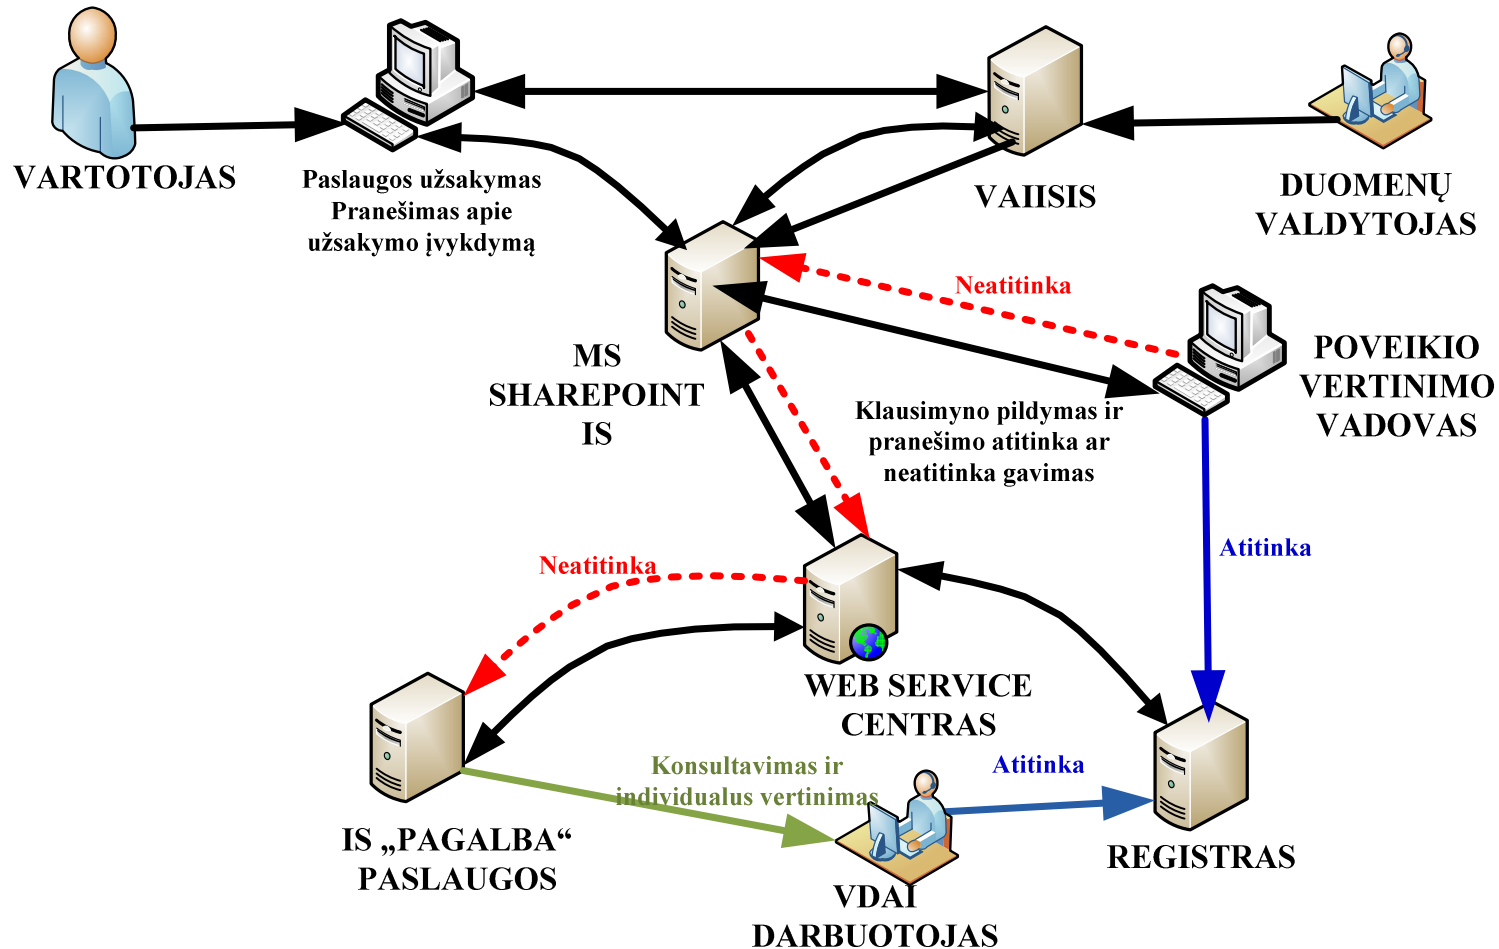 VARTOTOJAS
Paslaugos užsakymas
Pranešimas apie
užsakymo įvykdymą
VAIISIS
DUOMENŲ
VALDYTOJAS
Neatitinka
MS
SHAREPOINT
IS
POVEIKIO
VERTINIMO
VADOVAS
Klausimyno pildymas ir
pranešimo atitinka ar
neatitinka gavimas
Atitinka
Neatitinka
WEB SERVICE
CENTRAS
Konsultavimas ir
individualus vertinimas
Atitinka
IS „PAGALBA“
PASLAUGOS
VDAI
DARBUOTOJAS
REGISTRAS